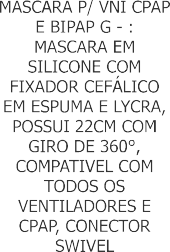 MASCARA P/ VNI CPAP
E BIPAP G - :
MASCARA EM
SILICONE COM
FIXADOR CEFÁLICO
EM ESPUMA E LYCRA,
POSSUI 22CM COM
GIRO DE 360°,
COMPATIVEL COM
TODOS OS
VENTILADORES E
CPAP, CONECTOR
SWIVEL